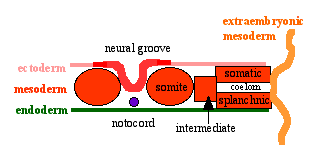 extraembryonic
mesoderm
neural groove
ectoderm
somatic
mesoderm
somite
coelom
splanchnic
endoderm
notocord
intermediate